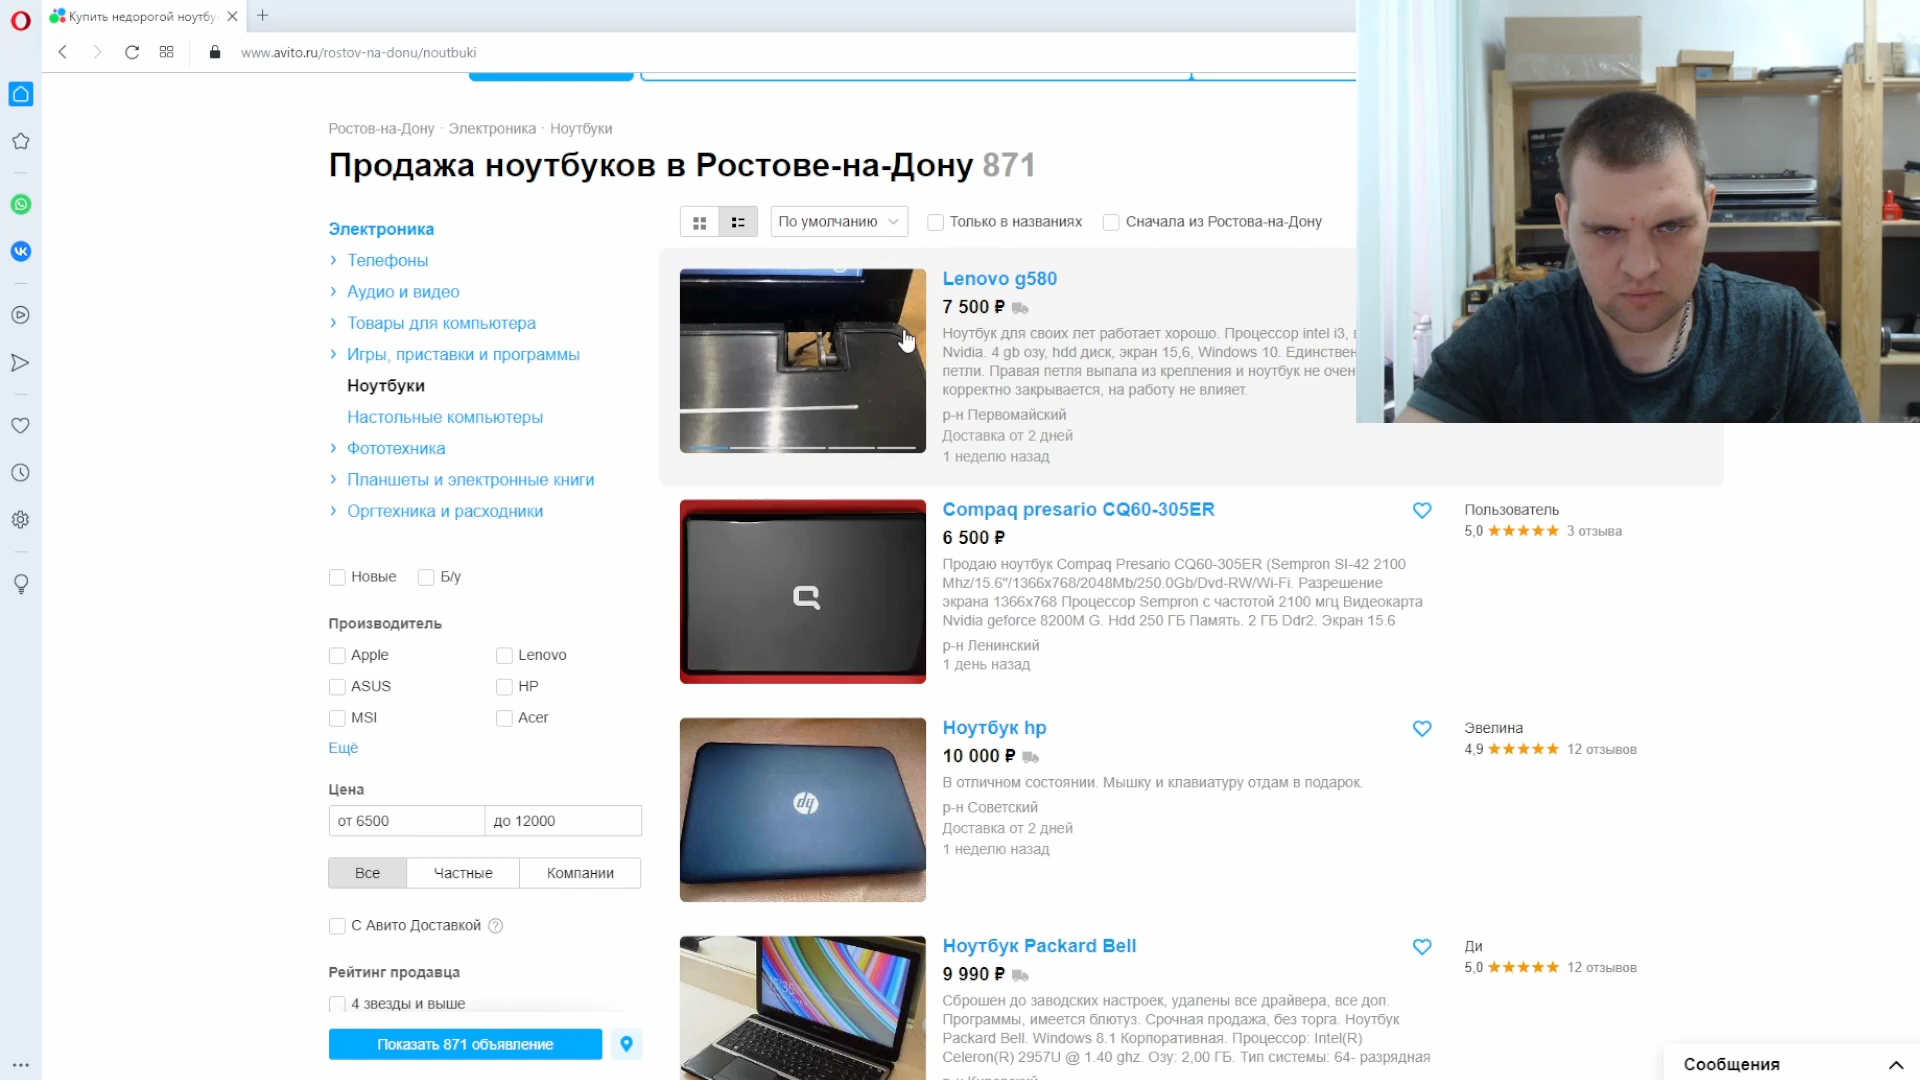 Купить недорогой ноутбу
www.avito.ru/rostov-na-donu/noutbuki
Ростов-на-Дону · Электроника · Ноутбуки
Продажа ноутбуков в Ростове-на-Дону 871
Электроника
Телефоны
Аудио и видео
Товары для компьютера
Игры, приставки и программы
Ноутбуки
Настольные компьютеры
Фототехника
Планшеты и электронные книги
Оргтехника и расходники
Новые
Б/у
Производитель
Apple
Lenovo
ASUS
HP
MSI
Acer
Ещё
Цена
от 6500
до 12000
Все
Частные
Компании
С Авито Доставкой
Рейтинг продавца
4 звезды и выше
Показать 871 объявление
По умолчанию
Только в названиях
Сначала из Ростова-на-Дону
Lenovo g580
7 500 ₽
Ноутбук для своих лет работает хорошо. Процессор intel i3,
Nvidia. 4 gb озу, hdd диск, экран 15,6, Windows 10.
петли. Правая петля выпала из крепления и ноутбук не
корректно закрывается, на работу не влияет.
р-н Первомайский
Доставка от 2 дней
1 неделю назад
Compaq presario CQ60-305ER
6 500 ₽
Продаю ноутбук Compaq Presario CQ60-305ER (Sempron SI-42 2100
Mhz/15.6"/1366x768/2048Mb/250.0Gb/Dvd-RW/Wi-Fi. Разрешение
экрана 1366x768 Процессор Sempron с частотой 2100 мгц Видеокарта
Nvidia geforce 8200M G. Hdd 250 ГБ Память. 2 ГБ Ddr2. Экран 15.6
р-н Ленинский
1 день назад
Пользователь
5,0 ★★★★★ 3 отзыва
Ноутбук hp
10 000 ₽
В отличном состоянии. Мышку и клавиатуру отдам в подарок.
р-н Советский
Доставка от 2 дней
1 неделю назад
Эвелина
4,9 ★★★★★ 12 отзывов
Ноутбук Packard Bell
9 990 ₽
Сброшен до заводских настроек, удалены все драйвера, все доп.
Программы, имеется блютуз. Срочная продажа, без торга. Ноутбук
Packard Bell. Windows 8.1 Корпоративная. Процессор: Intel(R)
Celeron(R) 2957U @ 1.40 ghz. Озу: 2,00 ГБ. Тип системы: 64- разрядная
Ди
5,0 ★★★★★ 12 отзывов
Сообщения